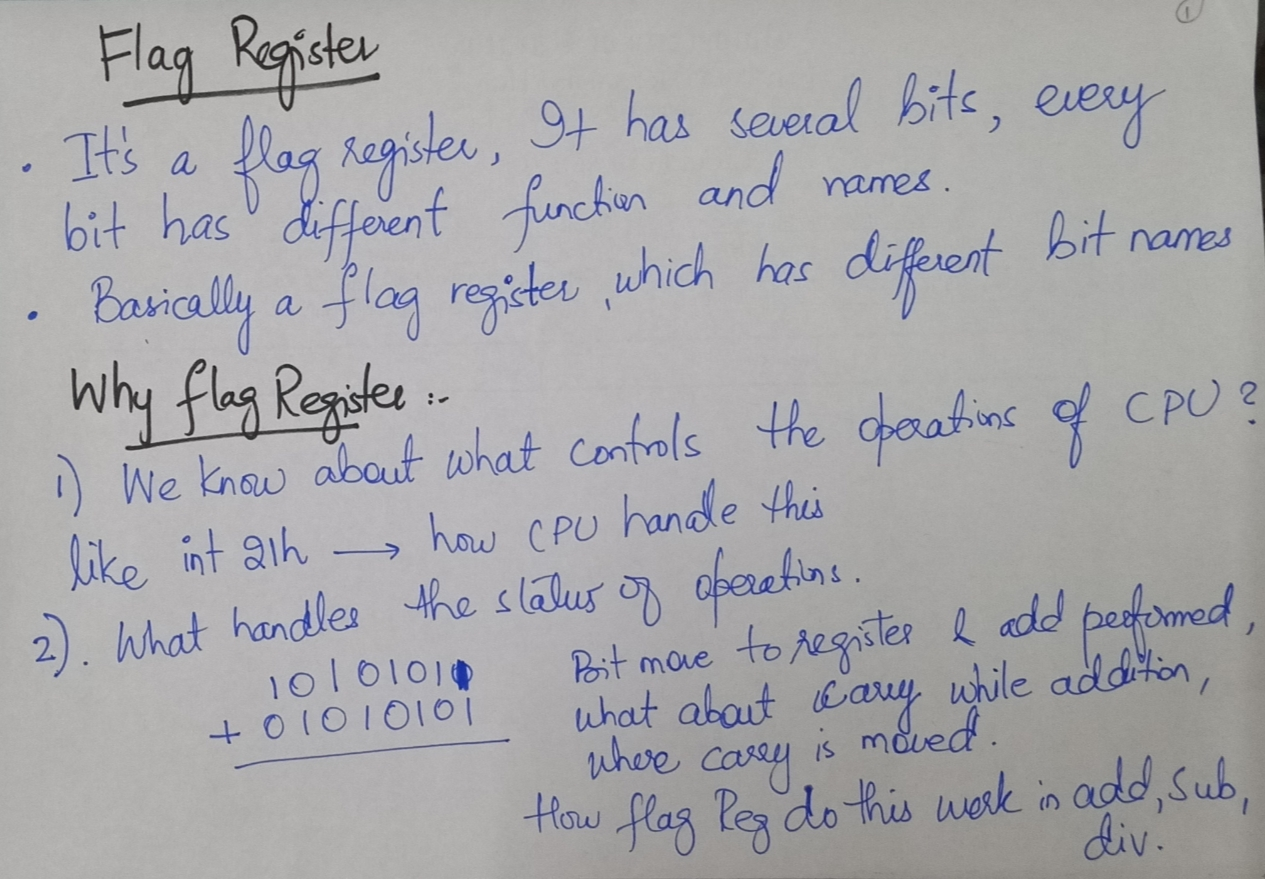 1
Flag Register
• It's a flag register, It has several bits, every
bit has different function and names.
• Basically a flag register, which has different bit names
Why flag Register :-
1) We know about what controls the operations of CPU?
like int 21h → how CPU handle this
2). What handles the status of operations.
1010101
+ 01010101
Bit move to register & add performed,
what about carry while addition,
where carry is moved.
How flag Reg do this work in add, sub,
div.